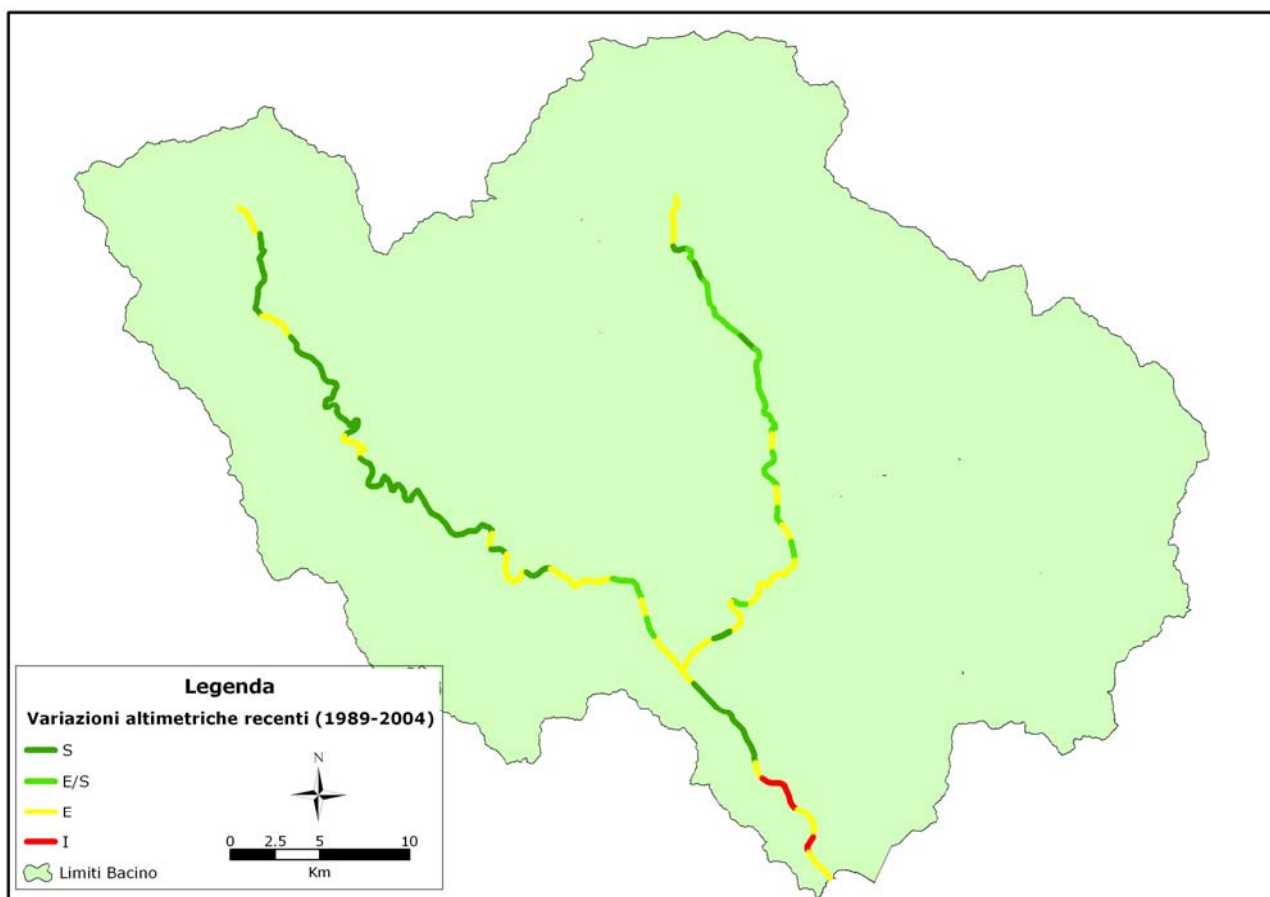 Legenda
Variazioni altimetriche recenti (1989-2004)
S
E/S
E
I
Limiti Bacino
N
0 2.5 5 10
Km